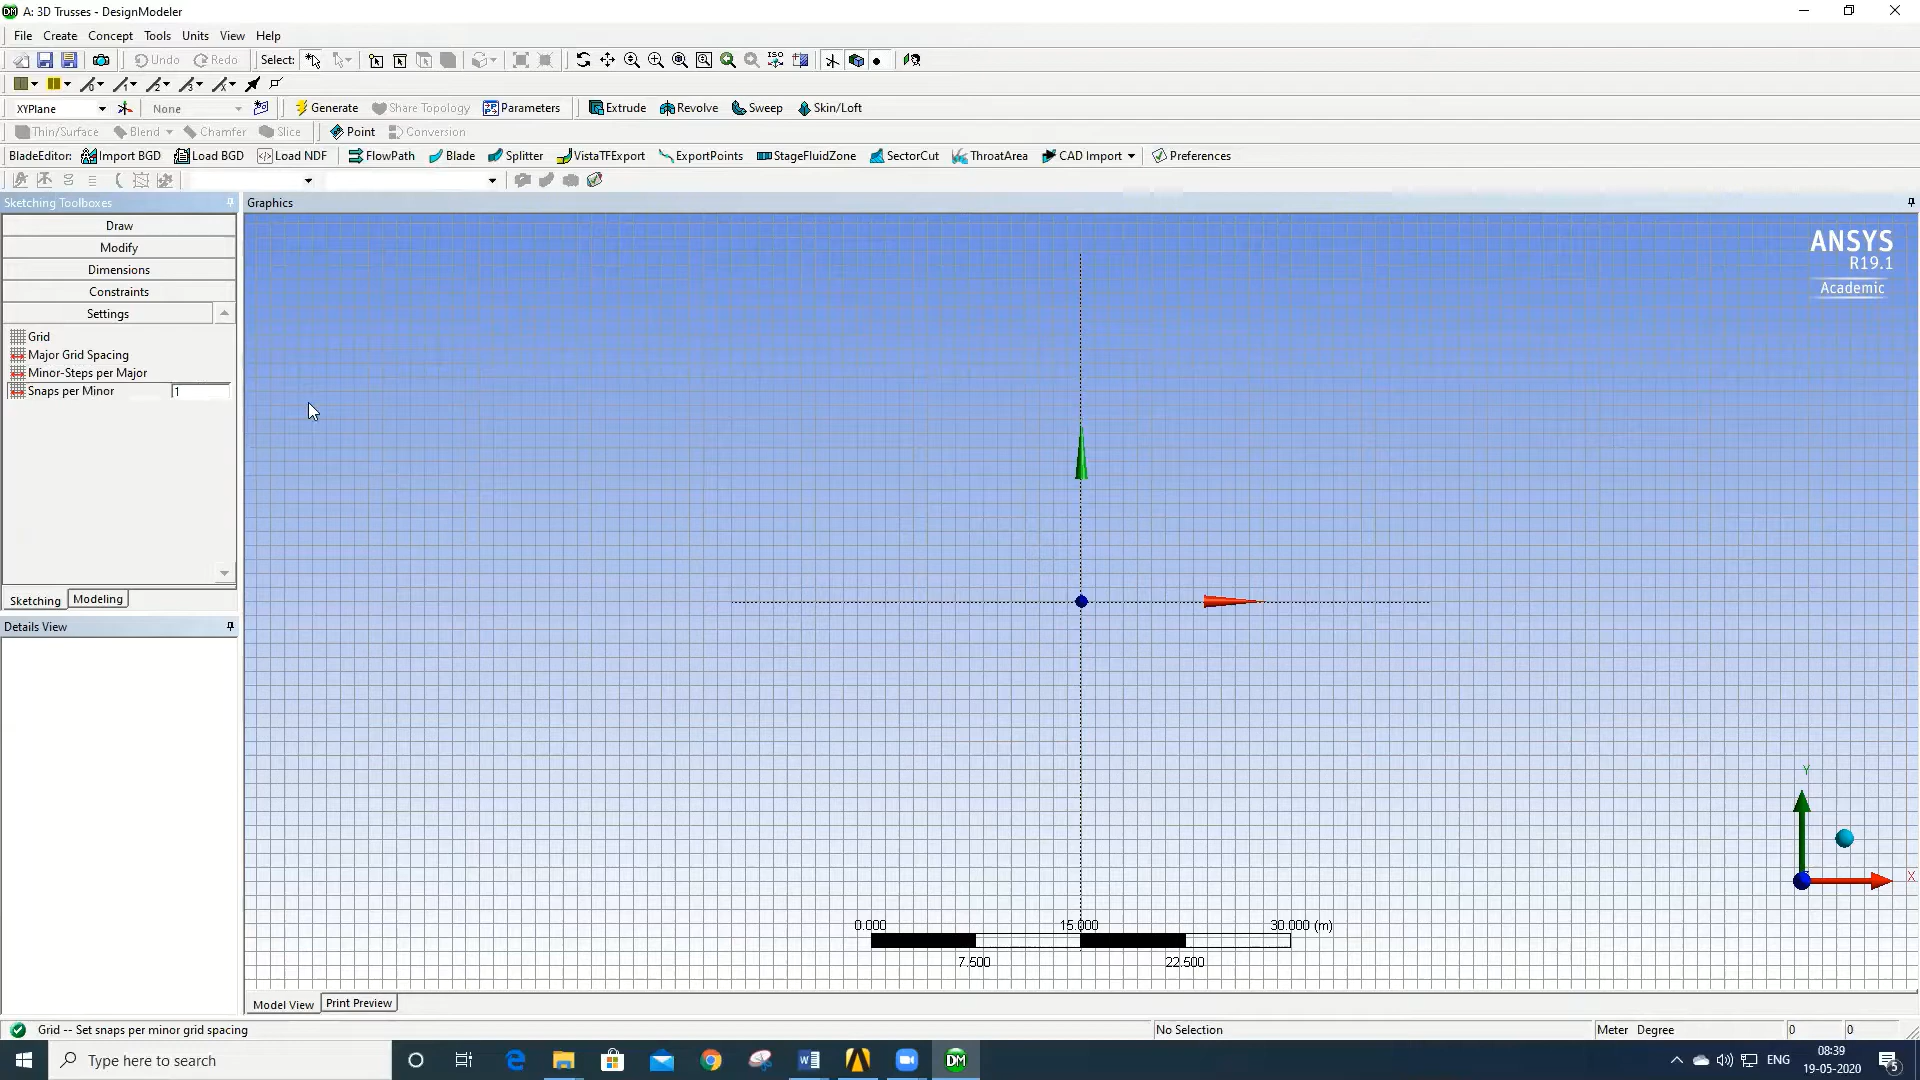 A: 3D Trusses - DesignModeler
File Create Concept Tools Units View Help
Undo Redo Select: ISO
XYPlane None Generate Share Topology Parameters Extrude Revolve Sweep Skin/Loft
Thin/Surface Blend Chamfer Slice Point Conversion
BladeEditor: Import BGD Load BGD Load NDF FlowPath Blade Splitter VistaTFExport ExportPoints StageFluidZone SectorCut ThroatArea CAD Import Preferences
Sketching Toolboxes
Graphics
Draw
Modify
Dimensions
Constraints
Settings
Grid
Major Grid Spacing
Minor-Steps per Major
Snaps per Minor 1
Sketching Modeling
Details View
ANSYS
R19.1
Academic
Y
X
0.000 15.000 30.000 (m)
7.500 22.500
Model View Print Preview
Grid -- Set snaps per minor grid spacing
No Selection
Meter Degree 0 0
Type here to search
DM
ENG
08:39
19-05-2020
5